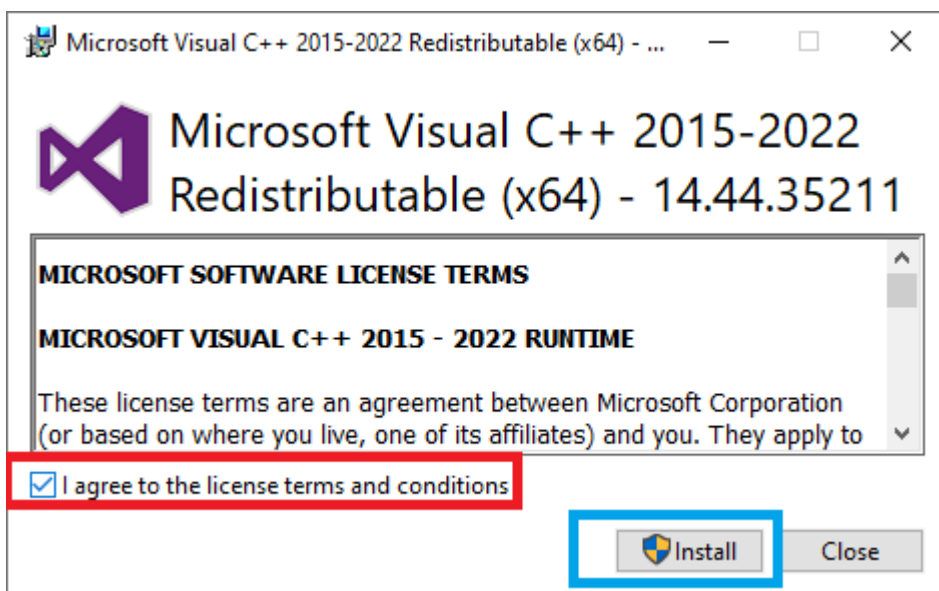 Microsoft Visual C++ 2015-2022 Redistributable (x64) - ...
Microsoft Visual C++ 2015-2022
Redistributable (x64) - 14.44.35211
MICROSOFT SOFTWARE LICENSE TERMS
MICROSOFT VISUAL C++ 2015 - 2022 RUNTIME
These license terms are an agreement between Microsoft Corporation
(or based on where you live, one of its affiliates) and you. They apply to
I agree to the license terms and conditions
Install
Close